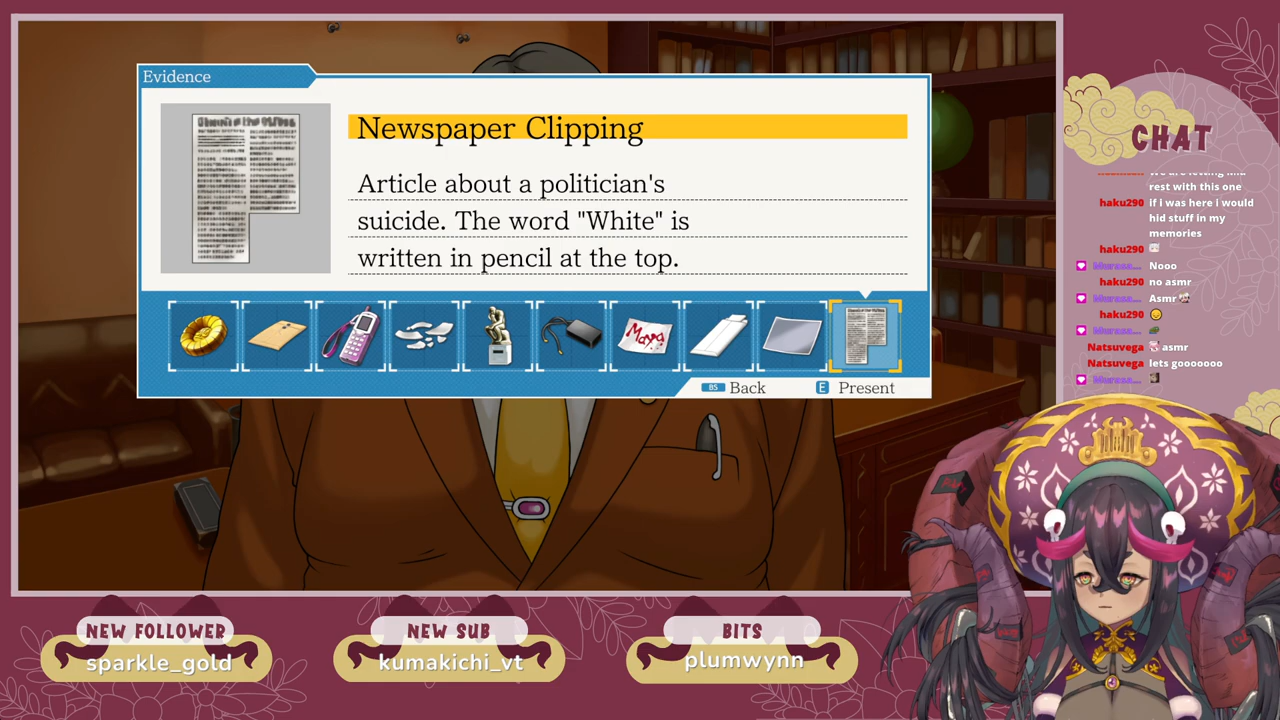 Evidence
Newspaper Clipping
Article about a politician's
suicide. The word "White" is
written in pencil at the top.
Maya
BS Back
E Present
CHAT
rest with this one
haku290 if I was here i would
hid stuff in my
memories
haku290
Nooo
haku290 no asmr
Asmr
haku290
Natsuvega asmr
Natsuvega lets goooooo
NEW FOLLOWER
sparkle_gold
NEW SUB
kumakichi_vt
BITS
plumwynn